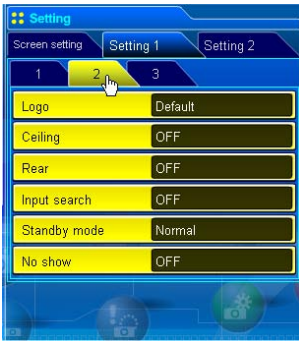 Setting
Screen setting Setting 1 Setting 2
1 2 3
Logo Default
Ceiling OFF
Rear OFF
Input search OFF
Standby mode Normal
No show OFF